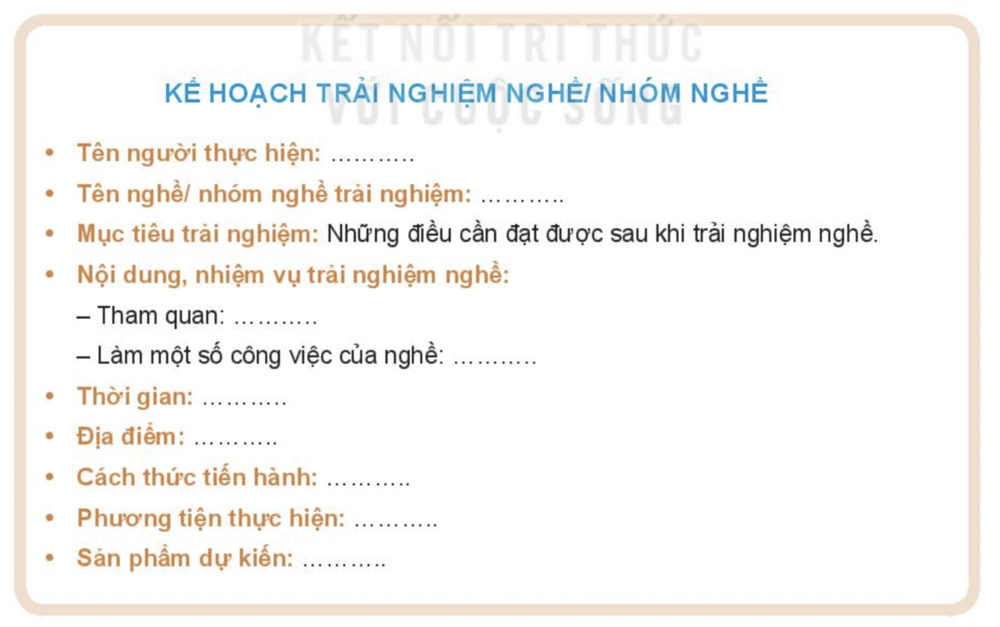 KẾT NỐI TRI THỨC
KẾ HOẠCH TRẢI NGHIỆM NGHỀ/ NHÓM NGHỀ
VỚI CUỘC SỐNG
• Tên người thực hiện: ………..
• Tên nghề/ nhóm nghề trải nghiệm: ………..
• Mục tiêu trải nghiệm: Những điều cần đạt được sau khi trải nghiệm nghề.
• Nội dung, nhiệm vụ trải nghiệm nghề:
– Tham quan: ………..
– Làm một số công việc của nghề: ………..
• Thời gian: ………..
• Địa điểm: ………..
• Cách thức tiến hành: ………..
• Phương tiện thực hiện: ………..
• Sản phẩm dự kiến: ………..